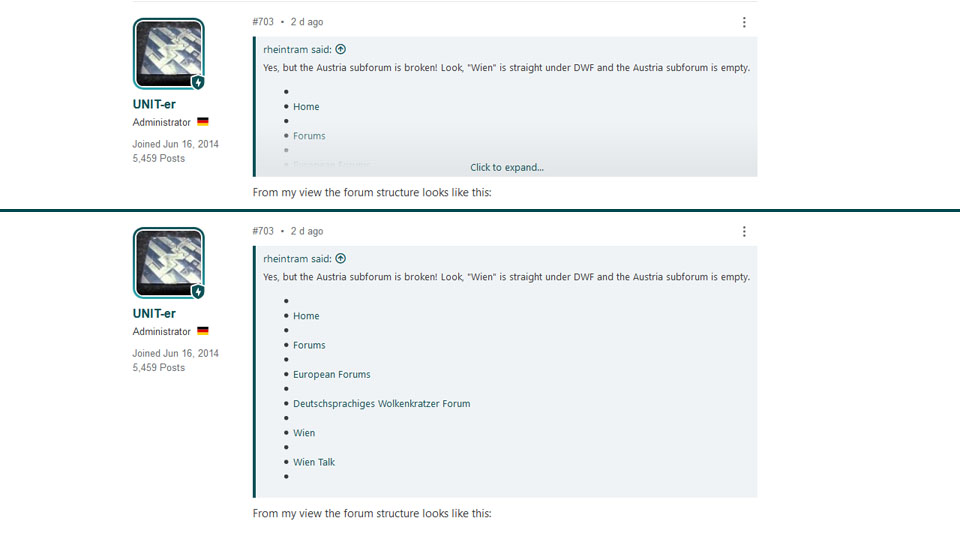 #703 • 2 d ago
rheintram said:
Yes, but the Austria subforum is broken! Look, "Wien" is straight under DWF and the Austria subforum is empty.
UNIT-er
Administrator
Joined Jun 16, 2014
5,459 Posts
•
• Home
•
• Forums
•
• European Forums
Click to expand...
From my view the forum structure looks like this:
#703 • 2 d ago
rheintram said:
Yes, but the Austria subforum is broken! Look, "Wien" is straight under DWF and the Austria subforum is empty.
UNIT-er
Administrator
Joined Jun 16, 2014
5,459 Posts
•
• Home
•
• Forums
•
• European Forums
•
• Deutschsprachiges Wolkenkratzer Forum
•
• Wien
•
• Wien Talk
•
From my view the forum structure looks like this: